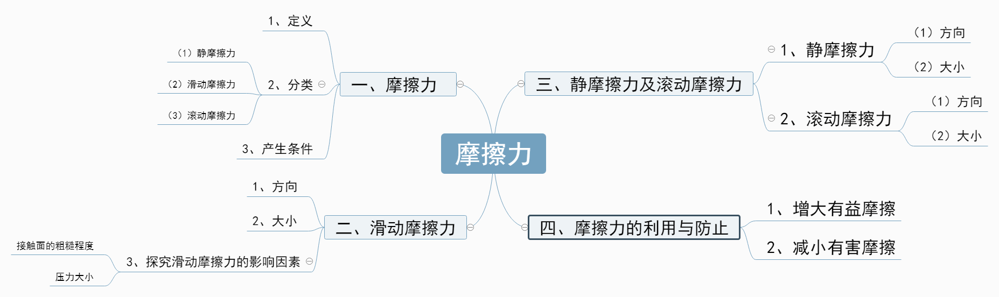 摩擦力
一、摩擦力
1、定义
2、分类
（1）静摩擦力
（2）滑动摩擦力
（3）滚动摩擦力
3、产生条件
二、滑动摩擦力
1、方向
2、大小
3、探究滑动摩擦力的影响因素
接触面的粗糙程度
压力大小
三、静摩擦力及滚动摩擦力
1、静摩擦力
（1）方向
（2）大小
2、滚动摩擦力
（1）方向
（2）大小
四、摩擦力的利用与防止
1、增大有益摩擦
2、减小有害摩擦